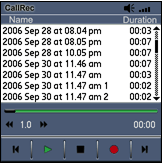 CallRec
Name Duration
2006 Sep 28 at 08.04 pm 00:03
2006 Sep 28 at 08.05 pm 00:07
2006 Sep 28 at 10.05 pm 00:07
2006 Sep 30 at 11.46 am 00:07
2006 Sep 30 at 11.47 am 00:03
2006 Sep 30 at 11.47 am 1 00:02
2006 Sep 30 at 11.47 am 2 00:02
1.0 00:00